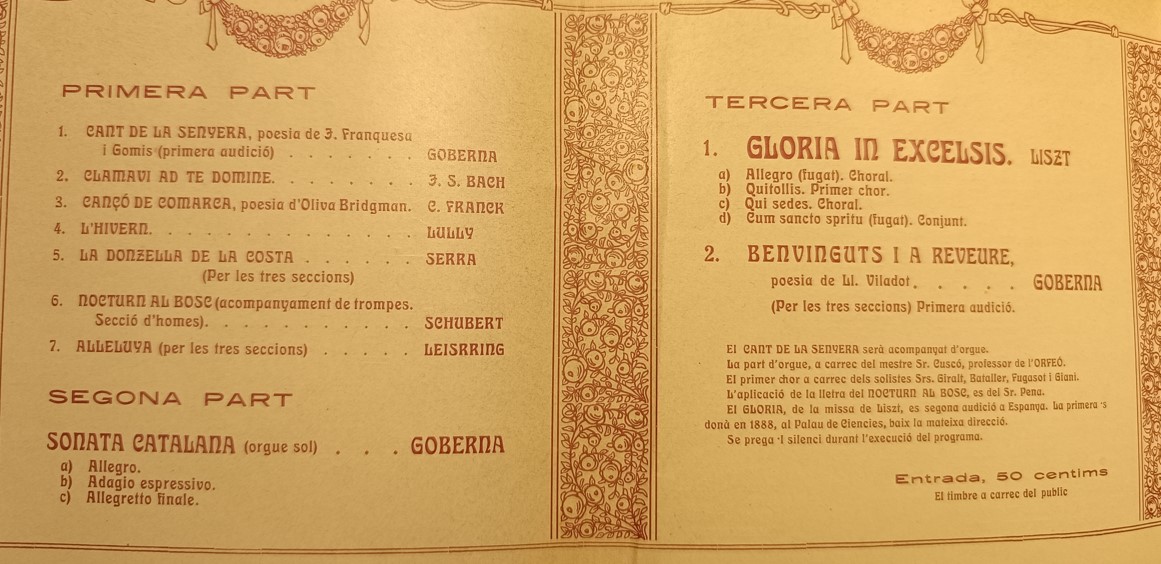 PRIMERA PART
1. CANT DE LA SENYERA, poesia de J. Franquesa
i Gomis (primera audició) . . . . . . . GOBERNA
2. CLAMAVI AD TE DOMINE. . . . . . . . J. S. BACH
3. CANÇÓ DE COMARCA, poesia d'Oliva Bridgman. C. FRANCK
4. L'HIVERN. . . . . . . . . . . . . . . LULLY
5. LA DONZELLA DE LA COSTA . . . . . . SERRA
(Per les tres seccions)
6. NOCTURN AL BOSC (acompanyament de trompes.
Secció d'homes). . . . . . . . . . . SCHUBERT
7. ALLELUYA (per les tres seccions) . . . . . LEISRRING
SEGONA PART
SONATA CATALANA (orgue sol) . . . GOBERNA
a) Allegro.
b) Adagio espressivo.
c) Allegretto finale.
TERCERA PART
1. GLORIA IN EXCELSIS. LISZT
a) Allegro (fugat). Choral.
b) Quitollis. Primer chor.
c) Qui sedes. Choral.
d) Cum sancto spritu (fugat). Conjunt.
2. BENVINGUTS I A REVEURE,
poesia de Ll. Viladot . . . . . GOBERNA
(Per les tres seccions) Primera audició.
El CANT DE LA SENYERA serà acompanyat d'orgue.
La part d'orgue, a carrec del mestre Sr. Cuscó, professor de l'ORFEÓ.
El primer chor a carrec dels solistes Srs. Giralt, Bataller, Fugasot i Giani.
L'aplicació de la lletra del NOCTURN AL BOSC, es del Sr. Pena.
El GLORIA, de la missa de Liszt, es segona audició a Espanya. La primera 's
donà en 1888, al Palau de Ciencies, baix la mateixa direcció.
Se prega 'l silenci durant l'execució del programa.
Entrada, 50 centims
El timbre a carrec del public